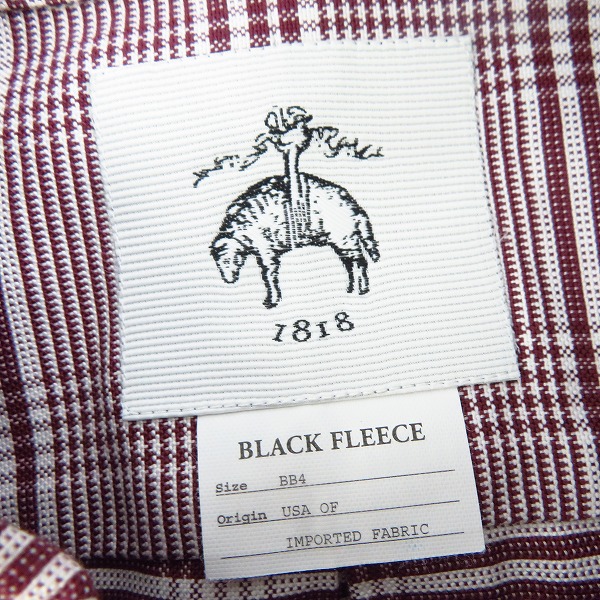 1818
BLACK FLEECE
Size BB4
Origin USA OF
IMPORTED FABRIC